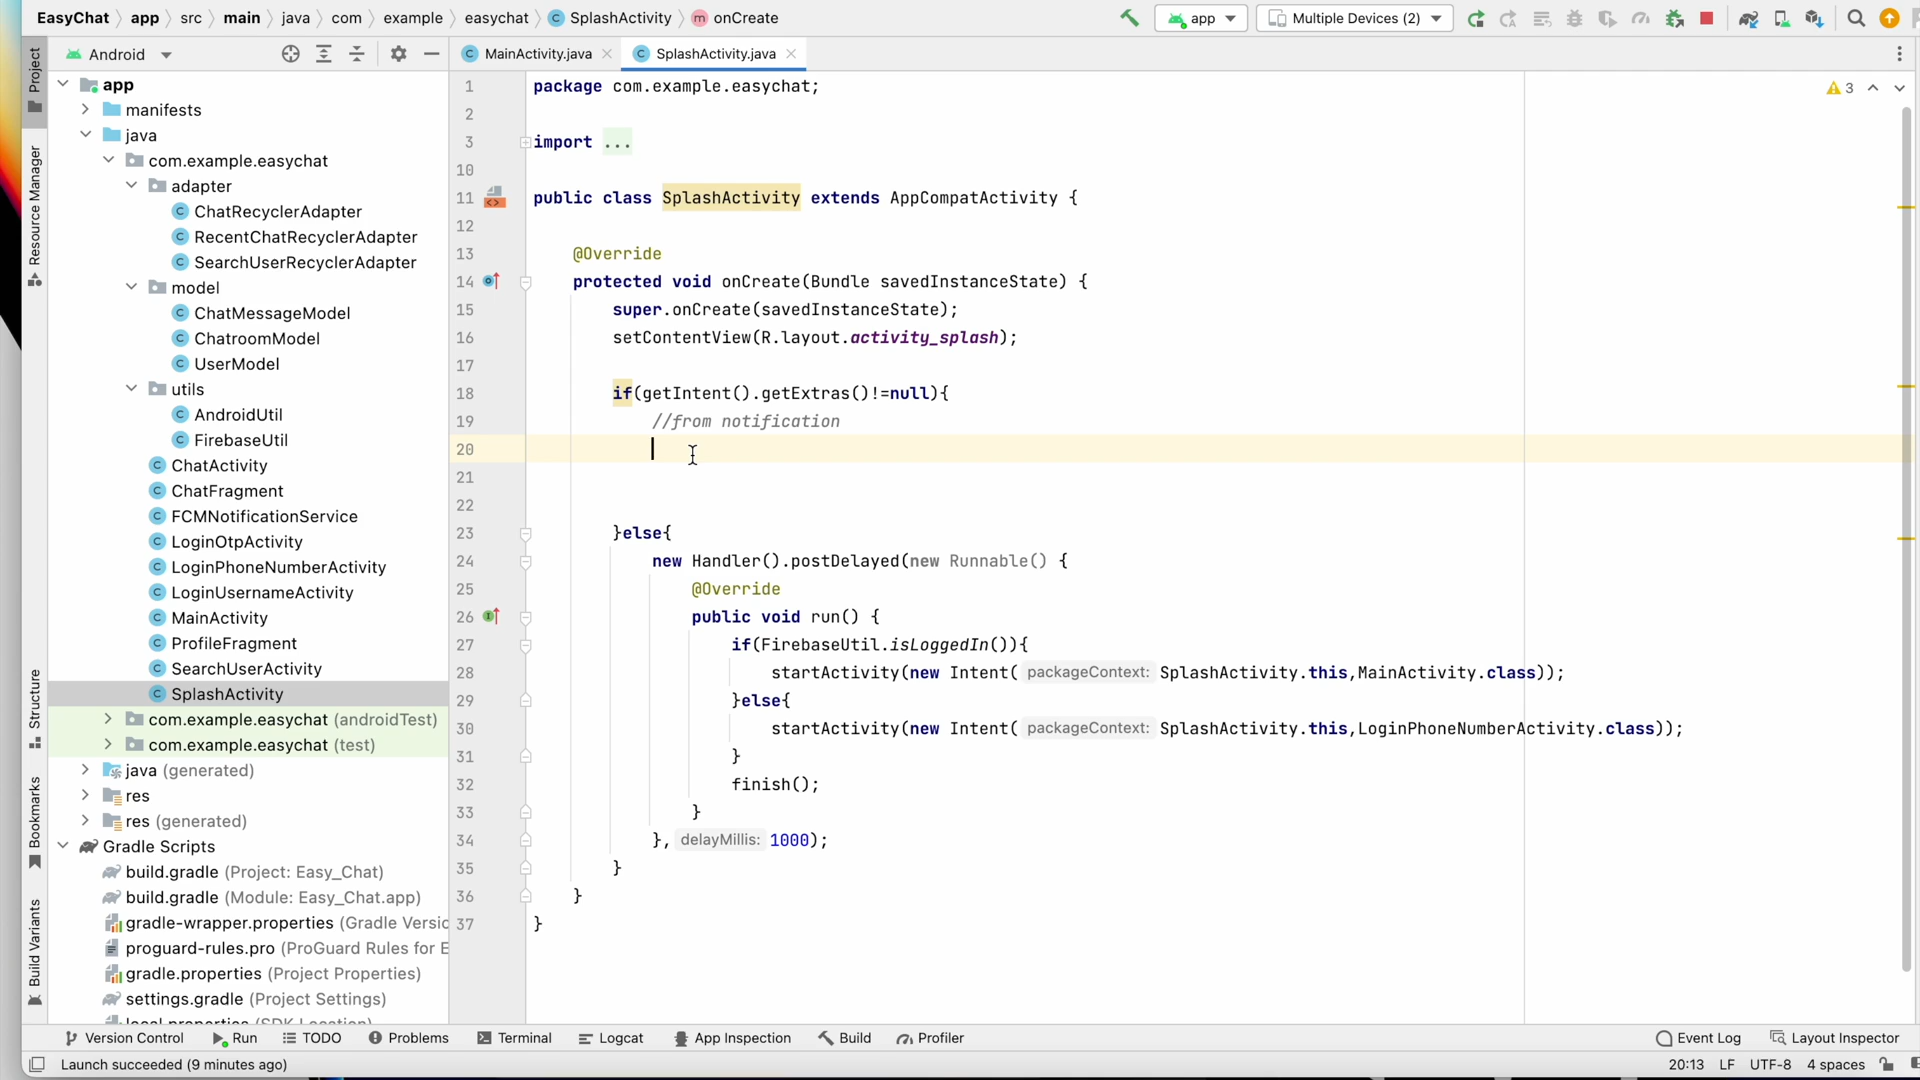 EasyChat app src main java com example easychat SplashActivity onCreate
app Multiple Devices (2)
Android
MainActivity.java SplashActivity.java
Project
Resource Manager
Structure
Bookmarks
Build Variants
app
manifests
java
com.example.easychat
adapter
ChatRecyclerAdapter
RecentChatRecyclerAdapter
SearchUserRecyclerAdapter
model
ChatMessageModel
ChatroomModel
UserModel
utils
AndroidUtil
FirebaseUtil
ChatActivity
ChatFragment
FCMNotificationService
LoginOtpActivity
LoginPhoneNumberActivity
LoginUsernameActivity
MainActivity
ProfileFragment
SearchUserActivity
SplashActivity
com.example.easychat (androidTest)
com.example.easychat (test)
java (generated)
res
res (generated)
Gradle Scripts
build.gradle (Project: Easy_Chat)
build.gradle (Module: Easy_Chat.app)
gradle-wrapper.properties (Gradle Versio
proguard-rules.pro (ProGuard Rules for E
gradle.properties (Project Properties)
settings.gradle (Project Settings)
local.properties (SDK Location)
3
1 package com.example.easychat;
2
3 import ...
10
11 public class SplashActivity extends AppCompatActivity {
12
13 @Override
14 protected void onCreate(Bundle savedInstanceState) {
15 super.onCreate(savedInstanceState);
16 setContentView(R.layout.activity_splash);
17
18 if(getIntent().getExtras()!=null){
19 //from notification
20
21
22
23 }else{
24 new Handler().postDelayed(new Runnable() {
25 @Override
26 public void run() {
27 if(FirebaseUtil.isLoggedIn()){
28 startActivity(new Intent( packageContext: SplashActivity.this,MainActivity.class));
29 }else{
30 startActivity(new Intent( packageContext: SplashActivity.this,LoginPhoneNumberActivity.class));
31 }
32 finish();
33 }
34 }, delayMillis: 1000);
35 }
36 }
37 }
Version Control Run TODO Problems Terminal Logcat App Inspection Build Profiler Event Log Layout Inspector
Launch succeeded (9 minutes ago) 20:13 LF UTF-8 4 spaces